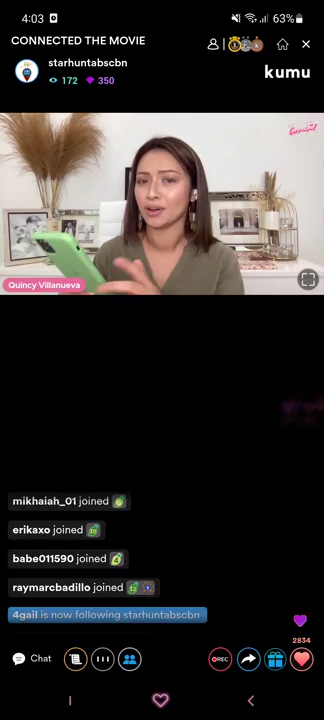 4:03
63%
CONNECTED THE MOVIE
starhuntabscbn
172
350
kumu
Quincy Villanueva
mikhaiah_01 joined
erikaxo joined
babe011590 joined
raymarcbadillo joined
4gail is now following starhuntabscbn
2834
Chat
REC